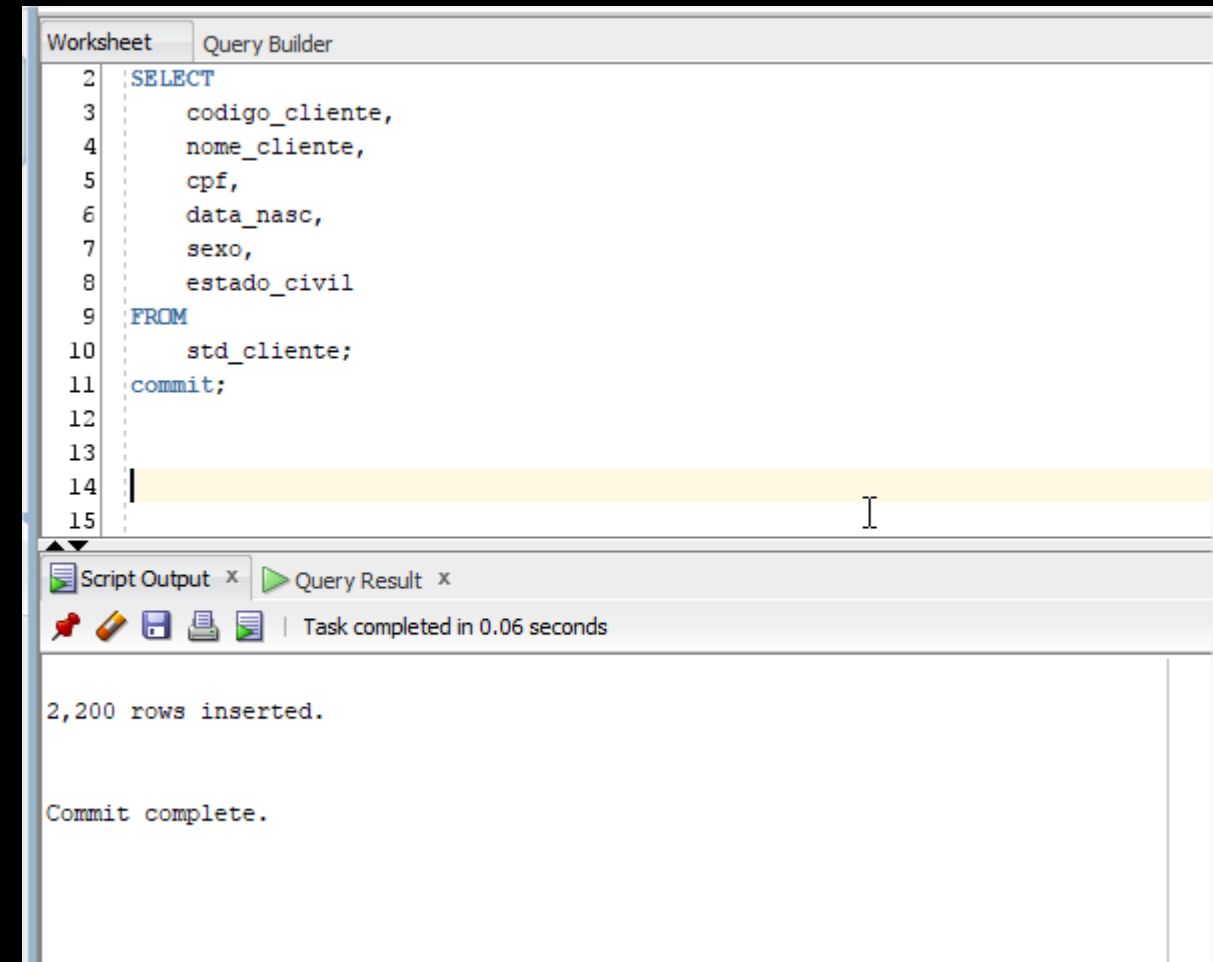 Worksheet Query Builder
2 SELECT
3 codigo_cliente,
4 nome_cliente,
5 cpf,
6 data_nasc,
7 sexo,
8 estado_civil
9 FROM
10 std_cliente;
11 commit;
12
13
14
15
Script Output x Query Result x
Task completed in 0.06 seconds
2,200 rows inserted.
Commit complete.